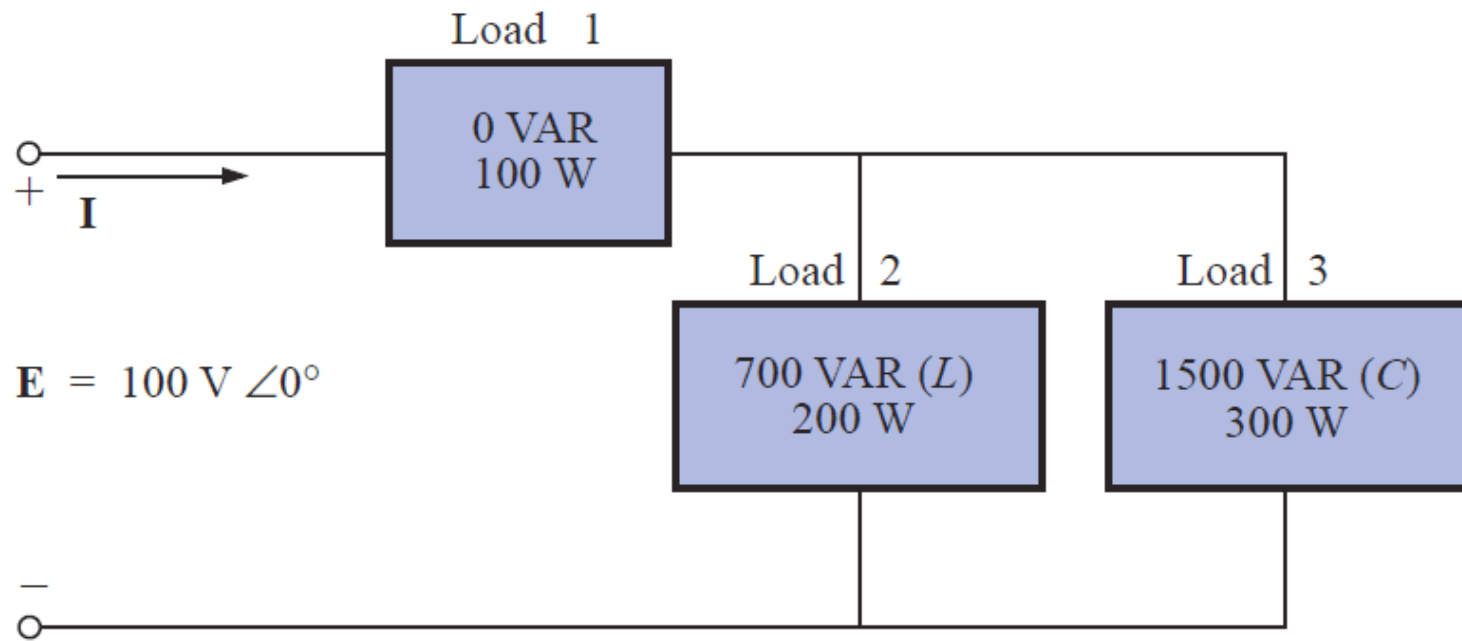 Load 1
0 VAR
100 W
+
I
Load 2
Load 3
E = 100 V ∠0°
700 VAR (L)
200 W
1500 VAR (C)
300 W
−